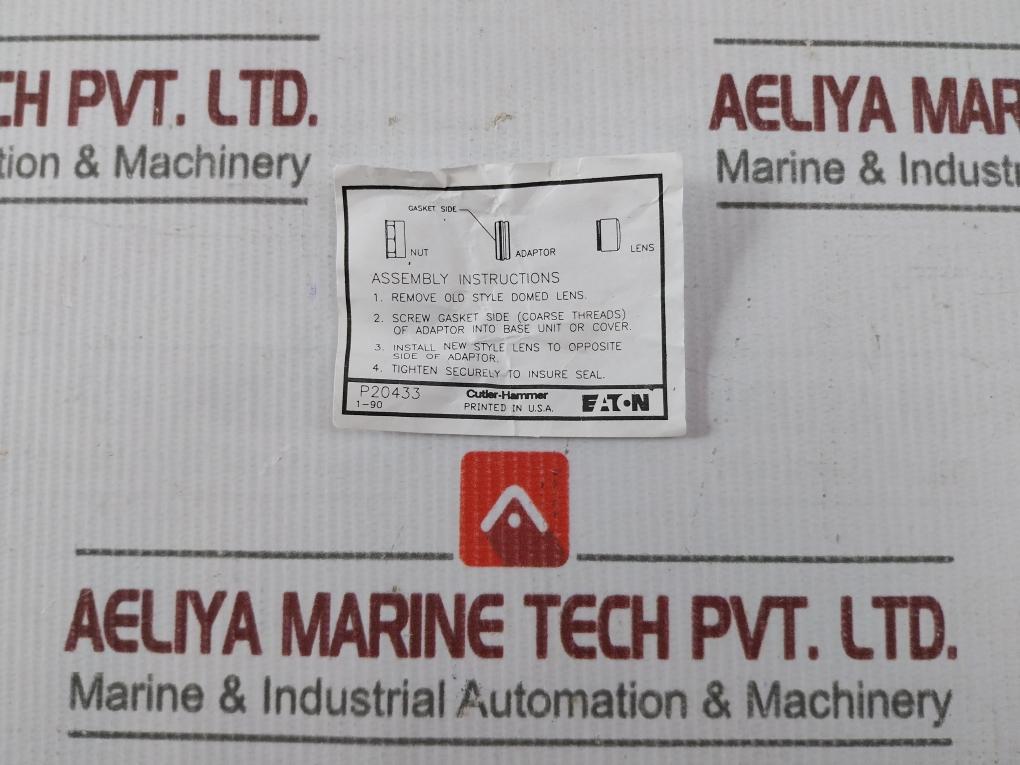 CH PVT. LTD.
tion & Machinery
AELIYA MAR
Marine & Industr
GASKET SIDE
NUT
ADAPTOR
LENS
ASSEMBLY INSTRUCTIONS
1. REMOVE OLD STYLE DOMED LENS.
2. SCREW GASKET SIDE (COARSE THREADS)
OF ADAPTOR INTO BASE UNIT OR COVER.
3. INSTALL NEW STYLE LENS TO OPPOSITE
SIDE OF ADAPTOR.
4. TIGHTEN SECURELY TO INSURE SEAL.
P20433
1-90
Cutler-Hammer
PRINTED IN U.S.A.
EATON
AELIYA MARINE TECH PVT. LTD.
Marine & Industrial Automation & Machinery